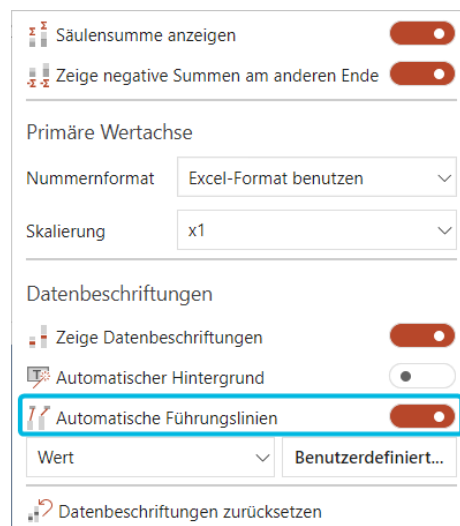 Säulensumme anzeigen
Zeige negative Summen am anderen Ende
Primäre Wertachse
Nummernformat Excel-Format benutzen
Skalierung x1
Datenbeschriftungen
Zeige Datenbeschriftungen
Automatischer Hintergrund
Automatische Führungslinien
Wert Benutzerdefiniert...
Datenbeschriftungen zurücksetzen